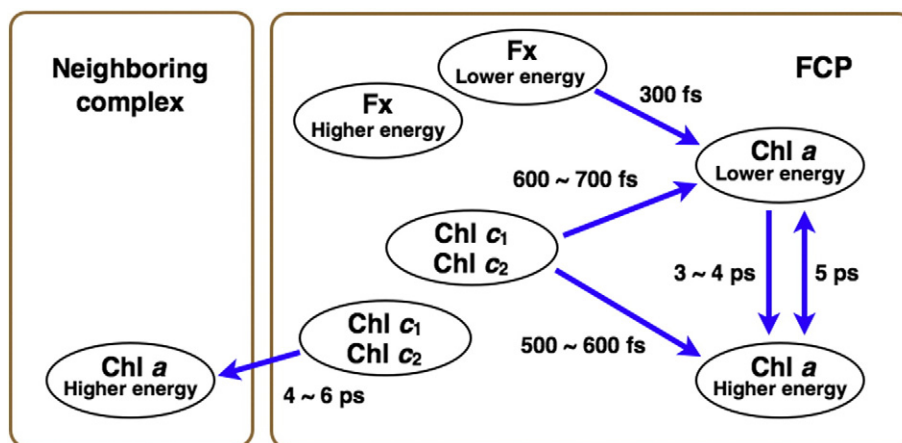 Neighboring
complex
Fx
Lower energy
FCP
Fx
Higher energy
300 fs
Chl a
Lower energy
600 ~ 700 fs
Chl c1
Chl c2
3 ~ 4 ps
5 ps
Chl c1
Chl c2
500 ~ 600 fs
Chl a
Higher energy
4 ~ 6 ps
Chl a
Higher energy